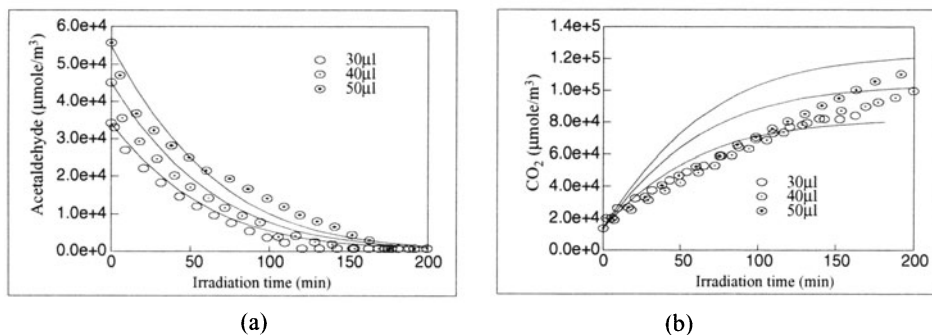 6.0e+4
5.0e+4
4.0e+4
3.0e+4
2.0e+4
1.0e+4
0.0e+4
Acetaldehyde (µmole/m³)
30µl
40µl
50µl
0 50 100 150 200
Irradiation time (min)
(a)
1.4e+5
1.2e+5
1.0e+5
8.0e+4
6.0e+4
4.0e+4
2.0e+4
0.0e+4
CO₂ (µmole/m³)
30µl
40µl
50µl
0 50 100 150 200
Irradiation time (min)
(b)